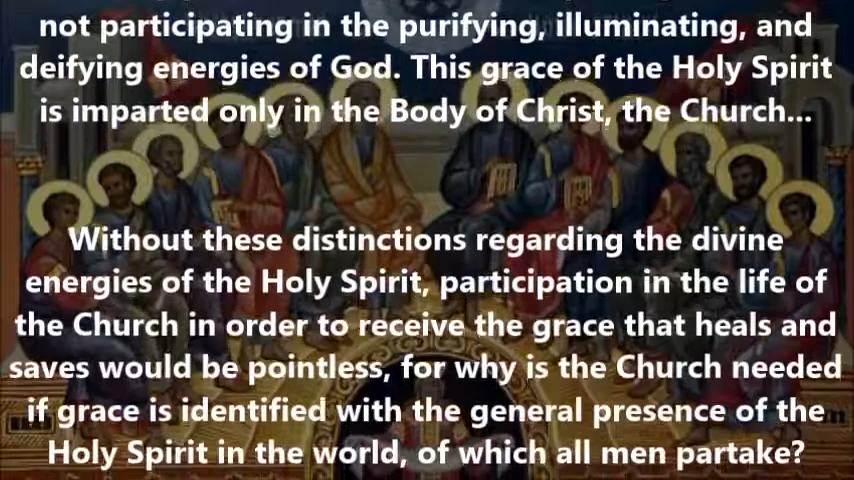 not participating in the purifying, illuminating, and
deifying energies of God. This grace of the Holy Spirit
is imparted only in the Body of Christ, the Church...
Without these distinctions regarding the divine
energies of the Holy Spirit, participation in the life of
the Church in order to receive the grace that heals and
saves would be pointless, for why is the Church needed
if grace is identified with the general presence of the
Holy Spirit in the world, of which all men partake?